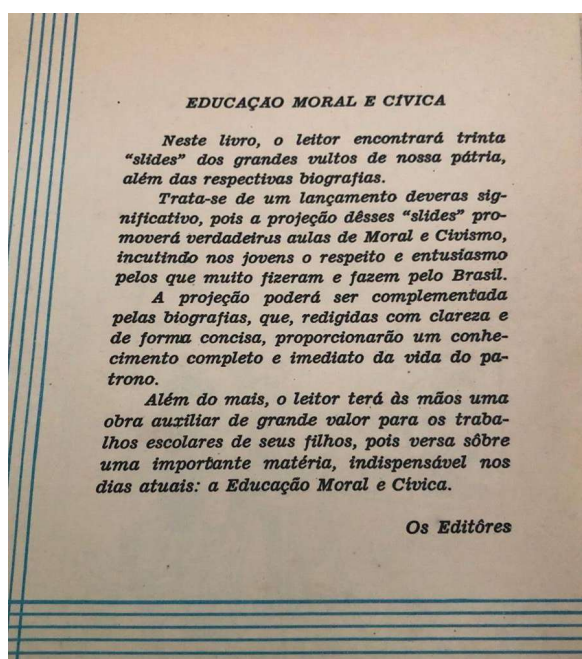 EDUCAÇAO MORAL E CÍVICA
Neste livro, o leitor encontrará trinta
“slides” dos grandes vultos de nossa pátria,
além das respectivas biografias.
Trata-se de um lançamento deveras sig-
nificativo, pois a projeção dêsses “slides” pro-
moverá verdadeirus aulas de Moral e Civismo,
incutindo nos jovens o respeito e entusiasmo
pelos que muito fizeram e fazem pelo Brasil.
A projeção poderá ser complementada
pelas biografias, que, redigidas com clareza e
de forma concisa, proporcionarão um conhe-
cimento completo e imediato da vida do pa-
trono.
Além do mais, o leitor terá às mãos uma
obra auxiliar de grande valor para os traba-
lhos escolares de seus filhos, pois versa sôbre
uma importante matéria, indispensável nos
dias atuais: a Educação Moral e Cívica.
Os Editôres